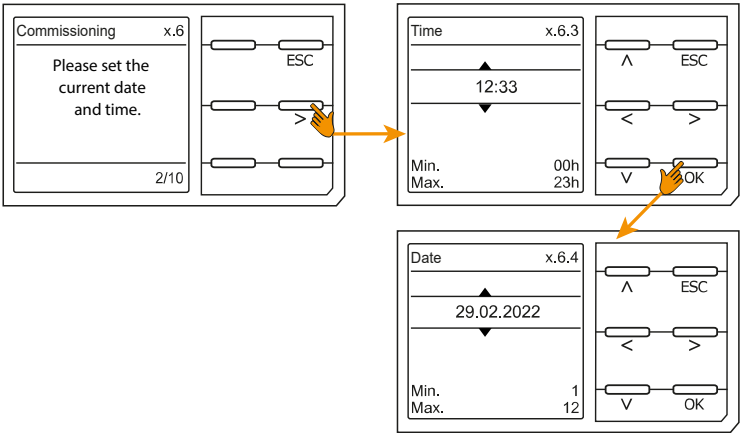 Commissioning x.6
Please set the
current date
and time.
2/10
ESC
>
Time x.6.3
12:33
Min. 00h
Max. 23h
Λ ESC
< >
V OK
Date x.6.4
29.02.2022
Min. 1
Max. 12
Λ ESC
< >
V OK